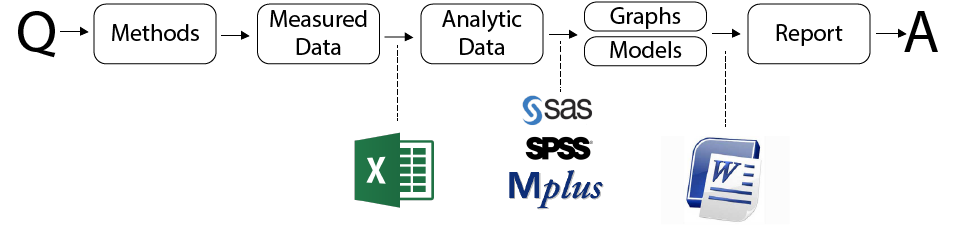 Q
Methods
Measured
Data
Analytic
Data
Graphs
Models
Report
A
X
sas
SPSS
Mplus
W